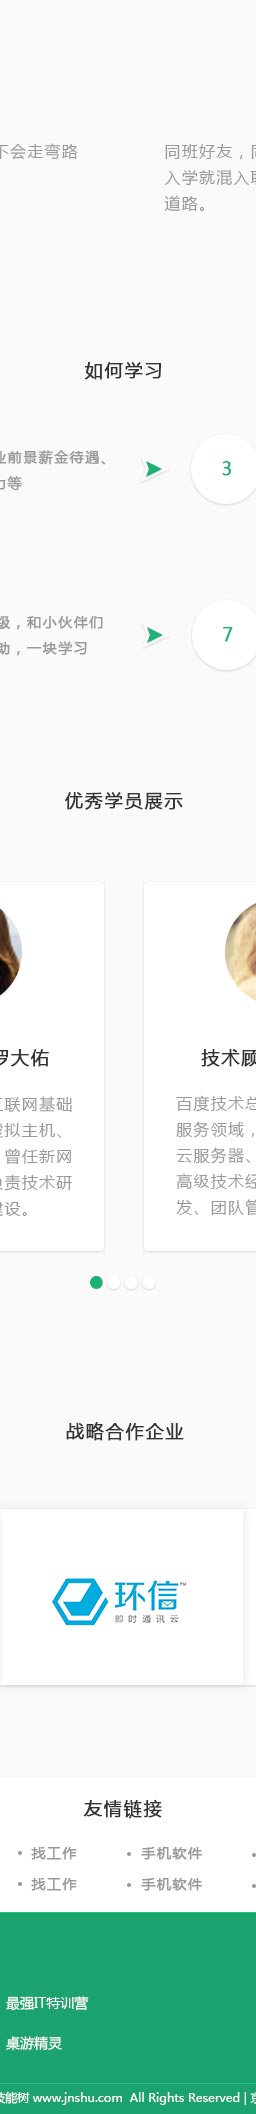 不会走弯路
同班好友，
入学就混入
道路。
如何学习
业前景薪金待遇、
力等
3
级，和小伙伴们
助，一块学习
7
优秀学员展示
罗大佑
互联网基础
虚拟主机、
曾任新网
负责技术研
建设。
技术顾
百度技术总
服务领域，
云服务器、
高级技术经
发、团队管
战略合作企业
环信™
即时通讯云
友情链接
• 找工作 • 手机软件
• 找工作 • 手机软件
最强IT特训营
桌游精灵
技能树 www.jnshu.com All Rights Reserved | 京